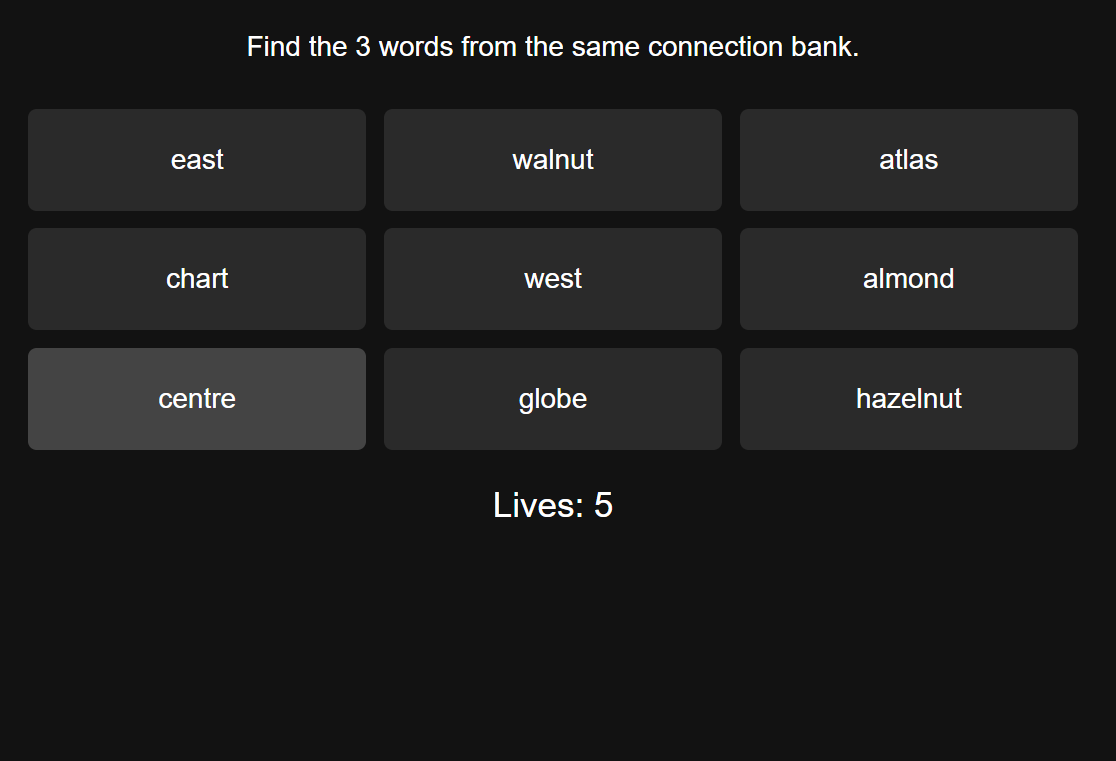 Find the 3 words from the same connection bank.
east walnut atlas
chart west almond
centre globe hazelnut
Lives: 5